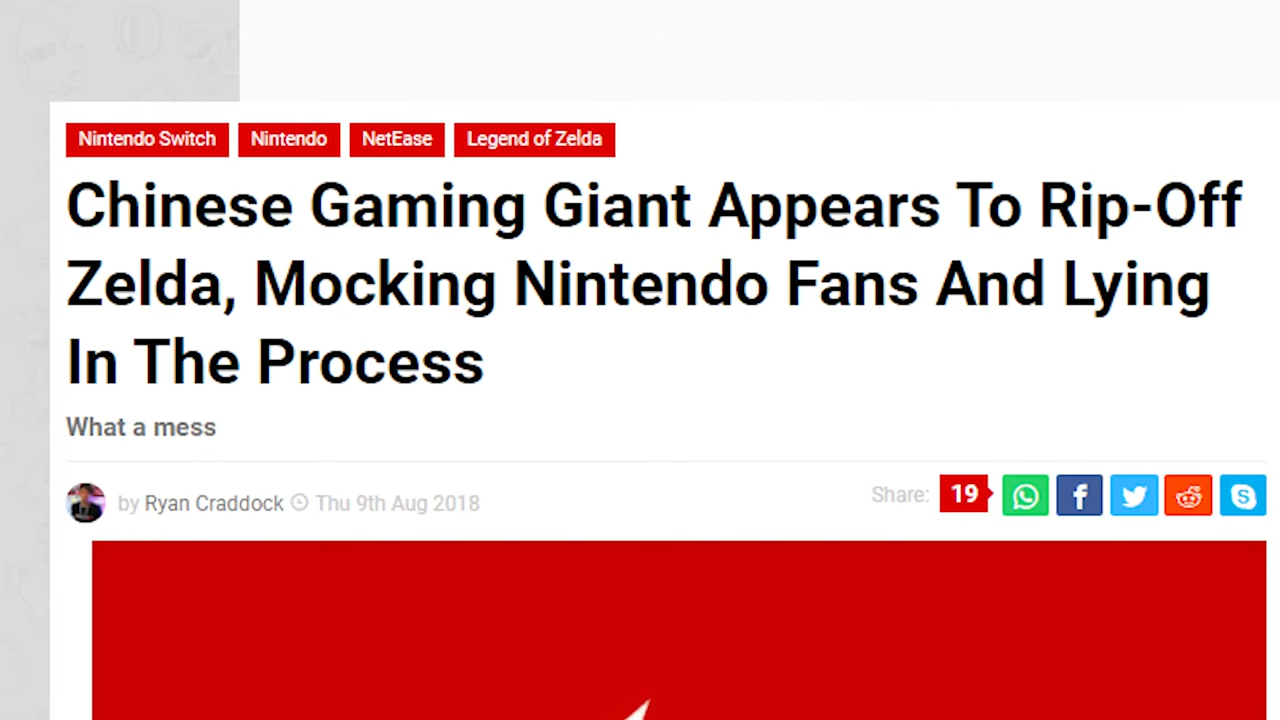 Nintendo Switch Nintendo NetEase Legend of Zelda
Chinese Gaming Giant Appears To Rip-Off
Zelda, Mocking Nintendo Fans And Lying
In The Process
What a mess
by Ryan Craddock Thu 9th Aug 2018 Share: 19